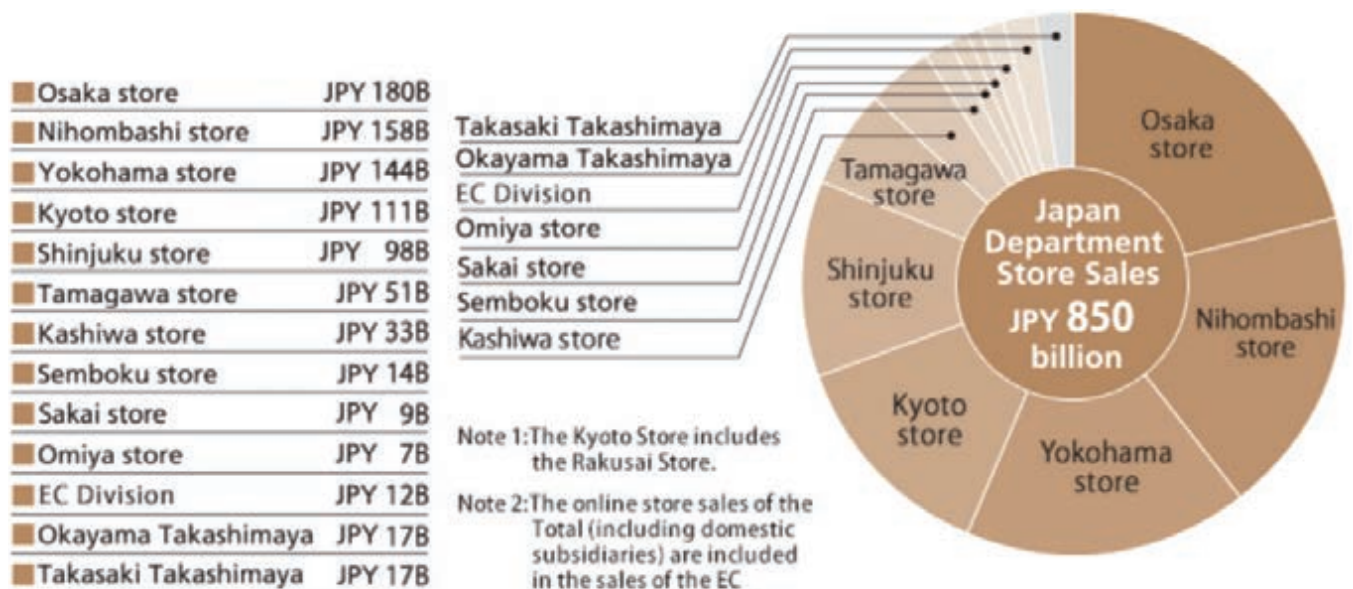 Osaka store JPY 180B
Nihombashi store JPY 158B
Yokohama store JPY 144B
Kyoto store JPY 111B
Shinjuku store JPY 98B
Tamagawa store JPY 51B
Kashiwa store JPY 33B
Semboku store JPY 14B
Sakai store JPY 9B
Omiya store JPY 7B
EC Division JPY 12B
Okayama Takashimaya JPY 17B
Takasaki Takashimaya JPY 17B
Takasaki Takashimaya
Okayama Takashimaya
EC Division
Omiya store
Sakai store
Semboku store
Kashiwa store
Note 1:The Kyoto Store includes
the Rakusai Store.
Note 2:The online store sales of the
Total (including domestic
subsidiaries) are included
in the sales of the EC
Osaka
store
Nihombashi
store
Yokohama
store
Kyoto
store
Shinjuku
store
Tamagawa
store
Japan
Department
Store Sales
JPY 850
billion